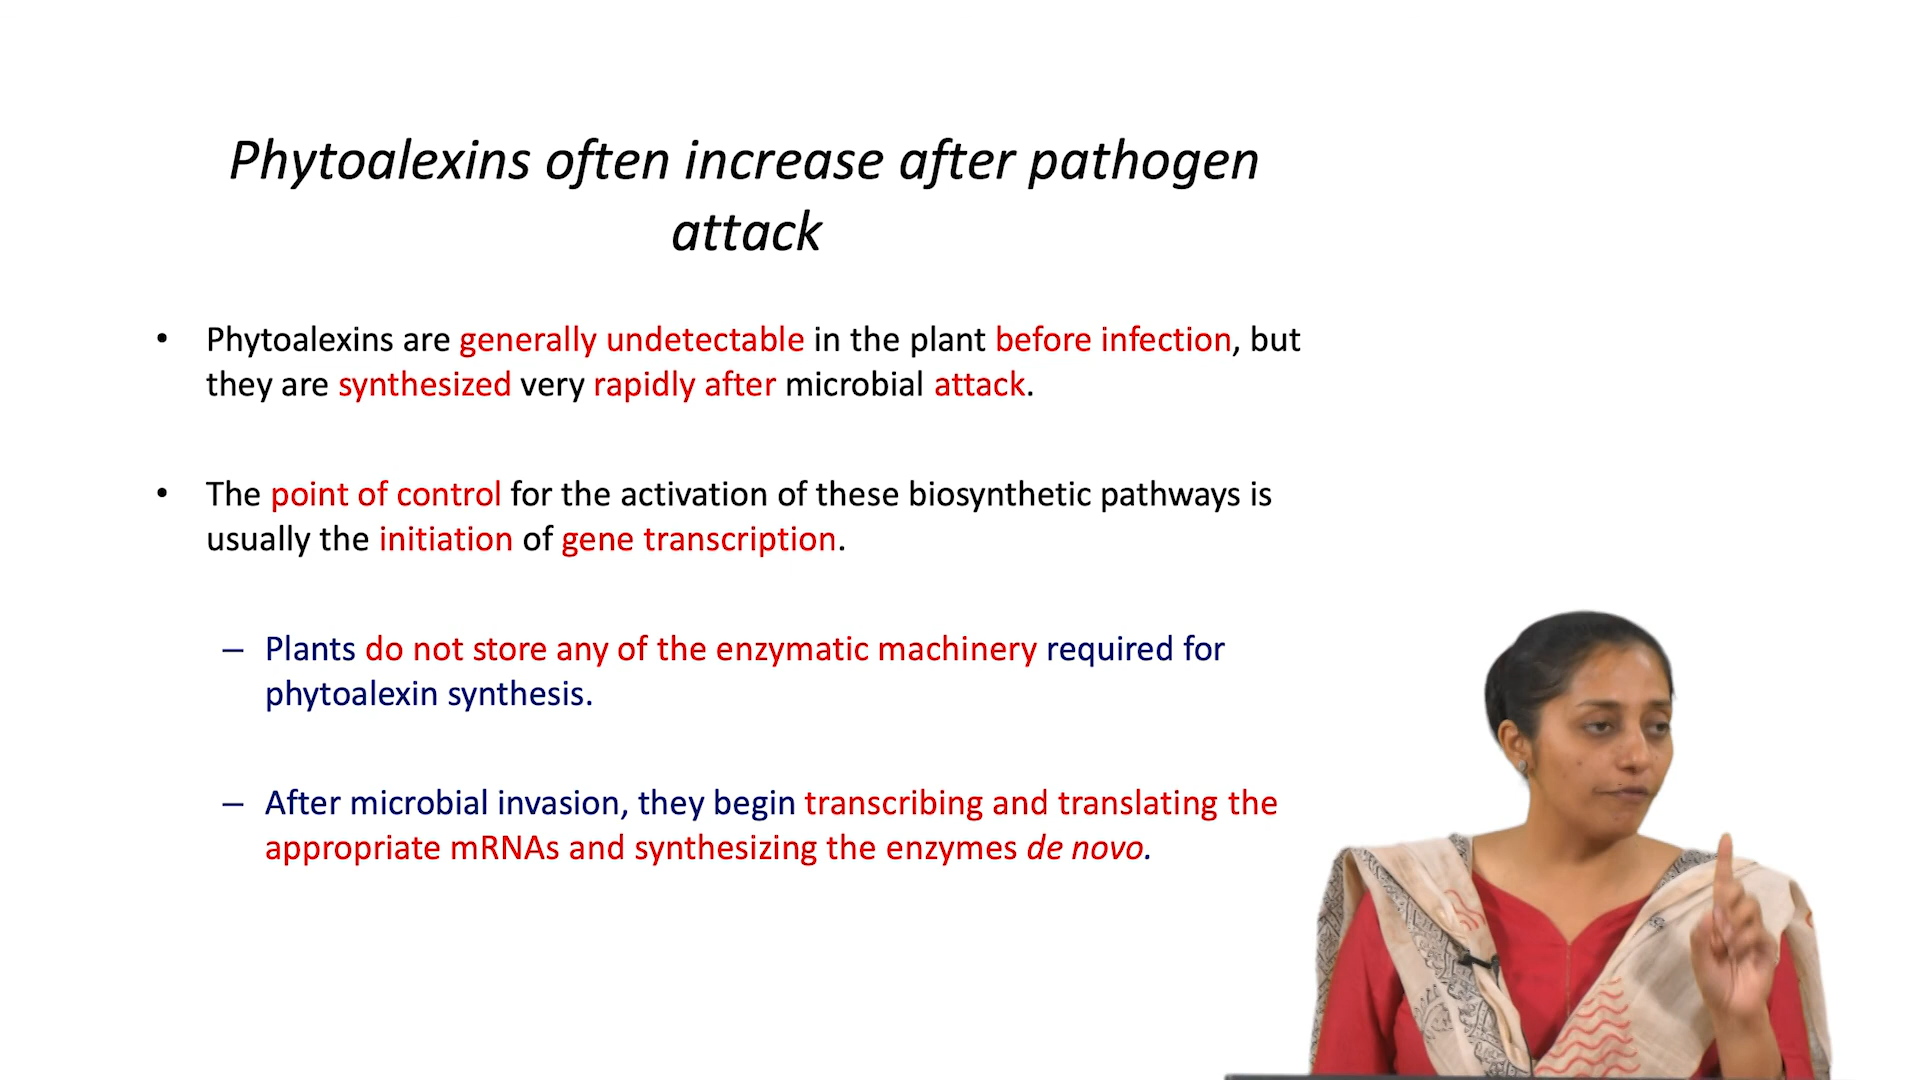 Phytoalexins often increase after pathogen
attack
• Phytoalexins are generally undetectable in the plant before infection, but
they are synthesized very rapidly after microbial attack.
• The point of control for the activation of these biosynthetic pathways is
usually the initiation of gene transcription.
– Plants do not store any of the enzymatic machinery required for
phytoalexin synthesis.
– After microbial invasion, they begin transcribing and translating the
appropriate mRNAs and synthesizing the enzymes de novo.